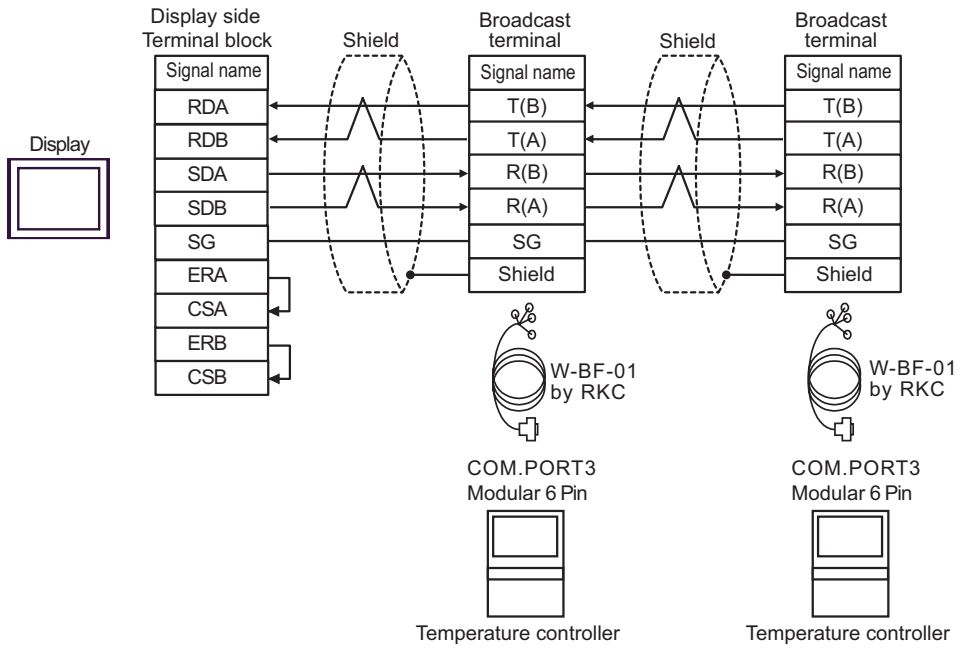 Display side
Terminal block
Shield
Broadcast
terminal
Shield
Broadcast
terminal
Signal name
Signal name
Signal name
RDA
T(B)
T(B)
RDB
T(A)
T(A)
Display
SDA
R(B)
R(B)
SDB
R(A)
R(A)
SG
SG
SG
ERA
Shield
Shield
CSA
ERB
CSB
W-BF-01
by RKC
W-BF-01
by RKC
COM.PORT3
Modular 6 Pin
COM.PORT3
Modular 6 Pin
Temperature controller
Temperature controller